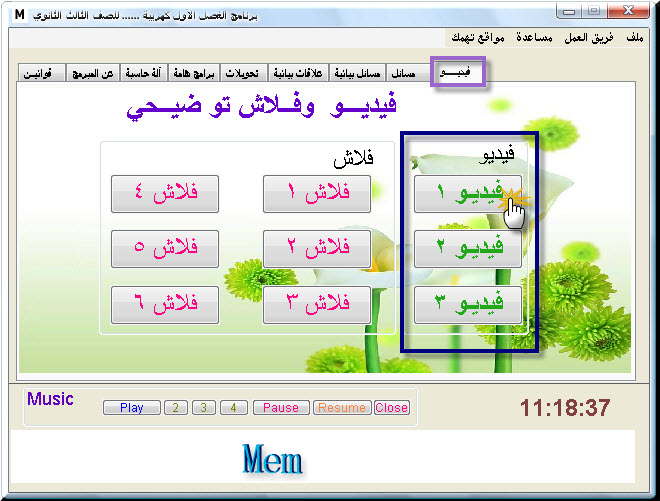 برنامج الفصل الاول كهربية ...... للصف الثالث الثانوي
ملف فريق العمل مساعدة مواقع تهمك
فيديـــو مسائل مسائل بيانية علاقات بيانية تحويلات برامج هامة آلة حاسبة عن المبرمج قوانيـن
فيديـــو وفــلاش تو ضيــحي
فيديو فلاش
فيديـو ١ فلاش ١ فلاش ٤
فيديـو ٢ فلاش ٢ فلاش ٥
فيديـو ٣ فلاش ٣ فلاش ٦
Music Play 2 3 4 Pause Resume Close 11:18:37
Mem